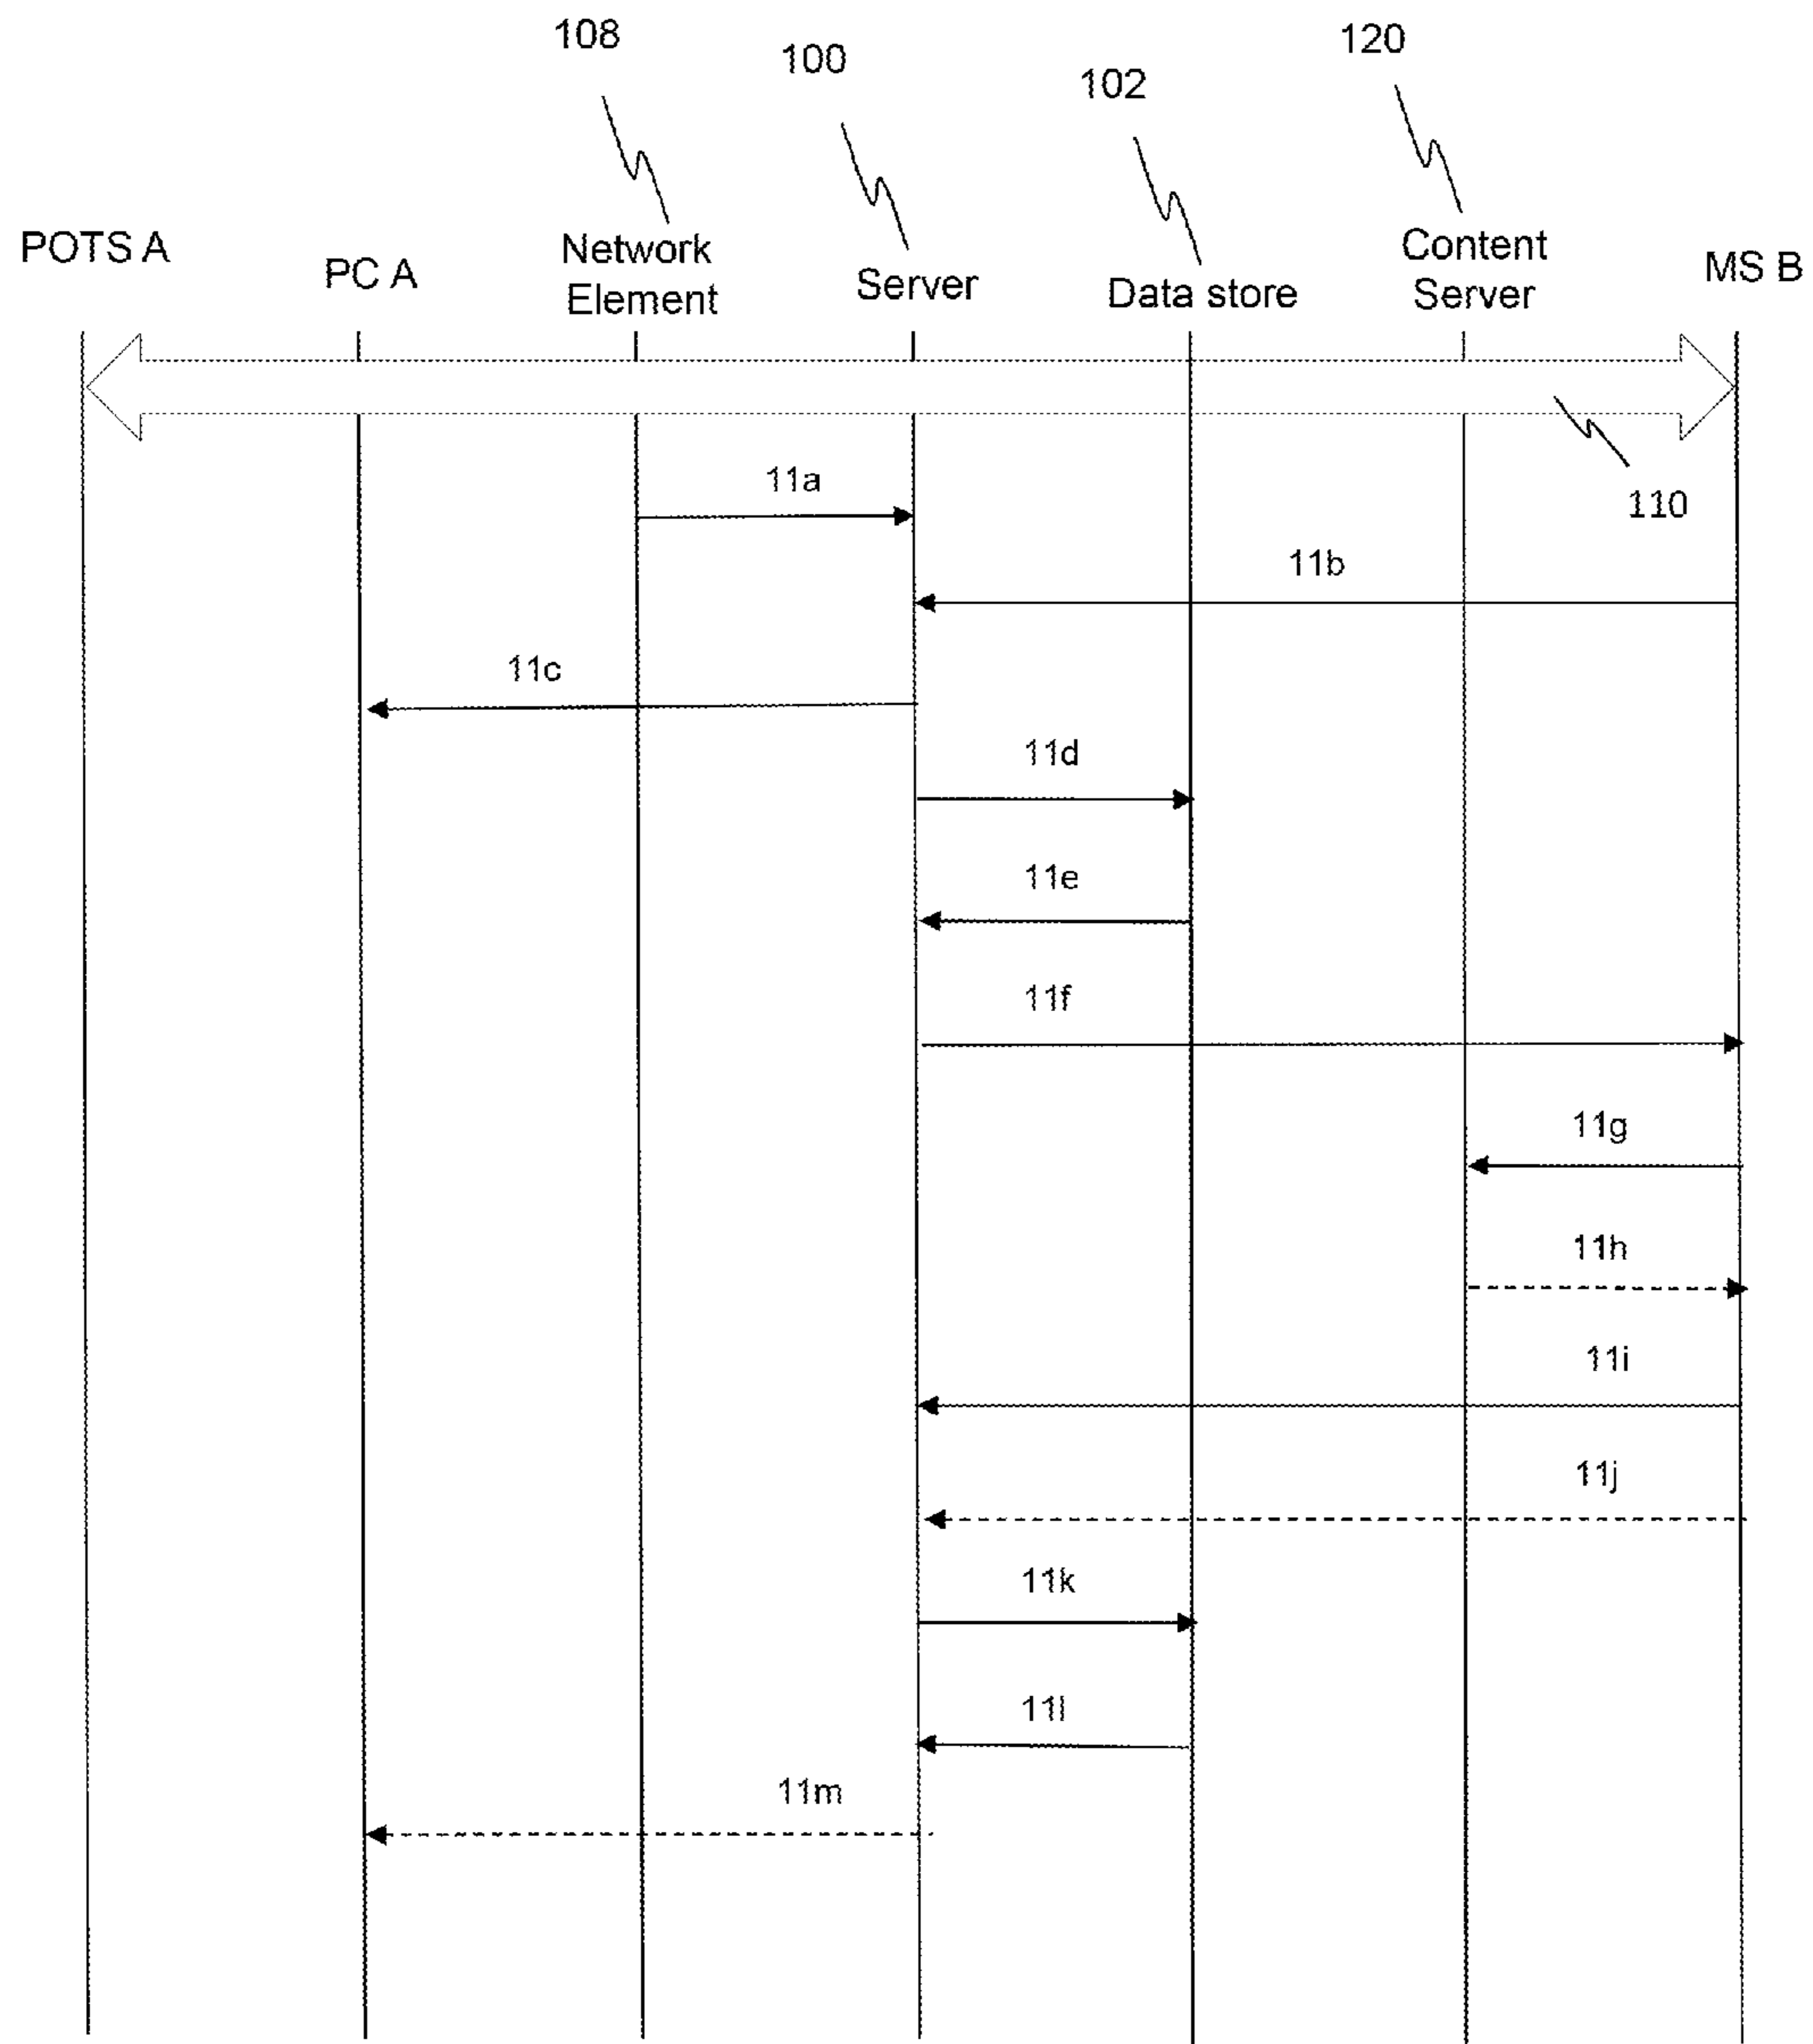 108
100
120
102
POTS A
PC A
Network
Element
Server
Data store
Content
Server
MS B
110
11a
11b
11c
11d
11e
11f
11g
11h
11i
11j
11k
11l
11m